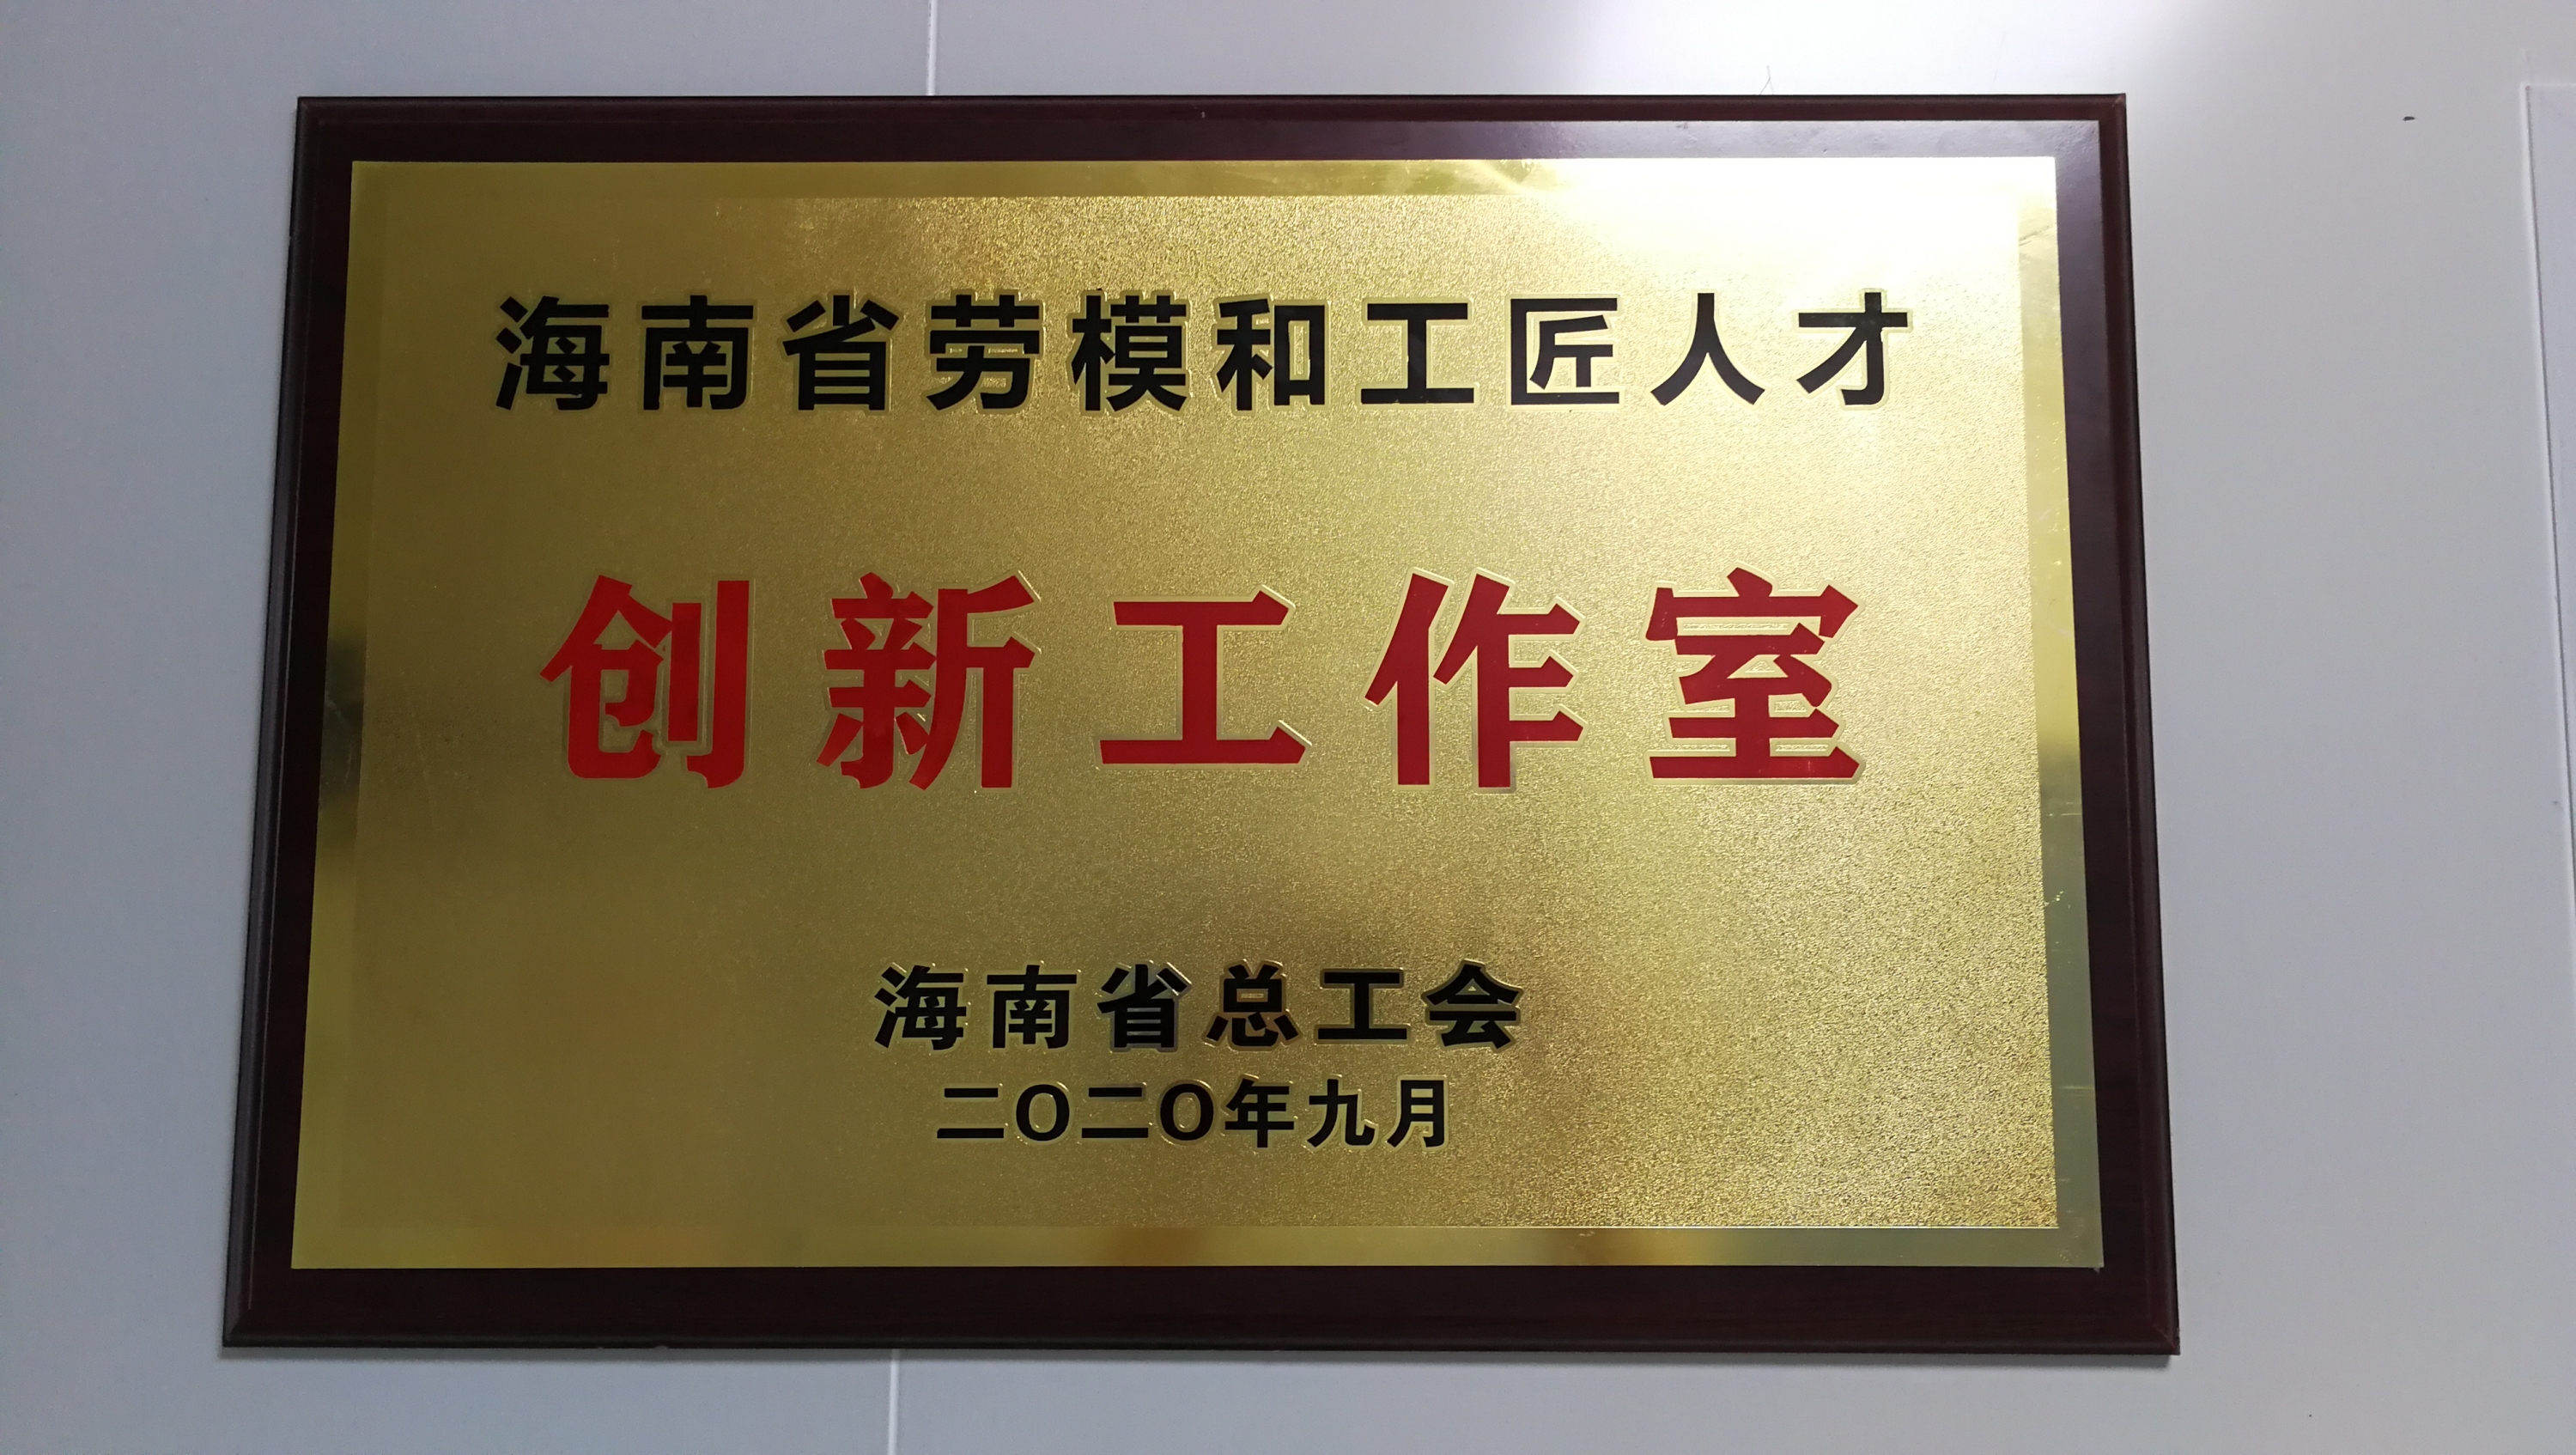 海南省劳模和工匠人才
创新工作室
海南省总工会
二〇二〇年九月